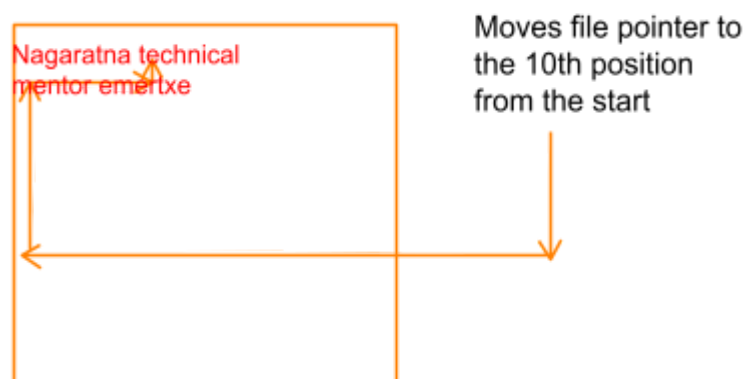 Nagaratna technical
mentor emertxe
Moves file pointer to
the 10th position
from the start